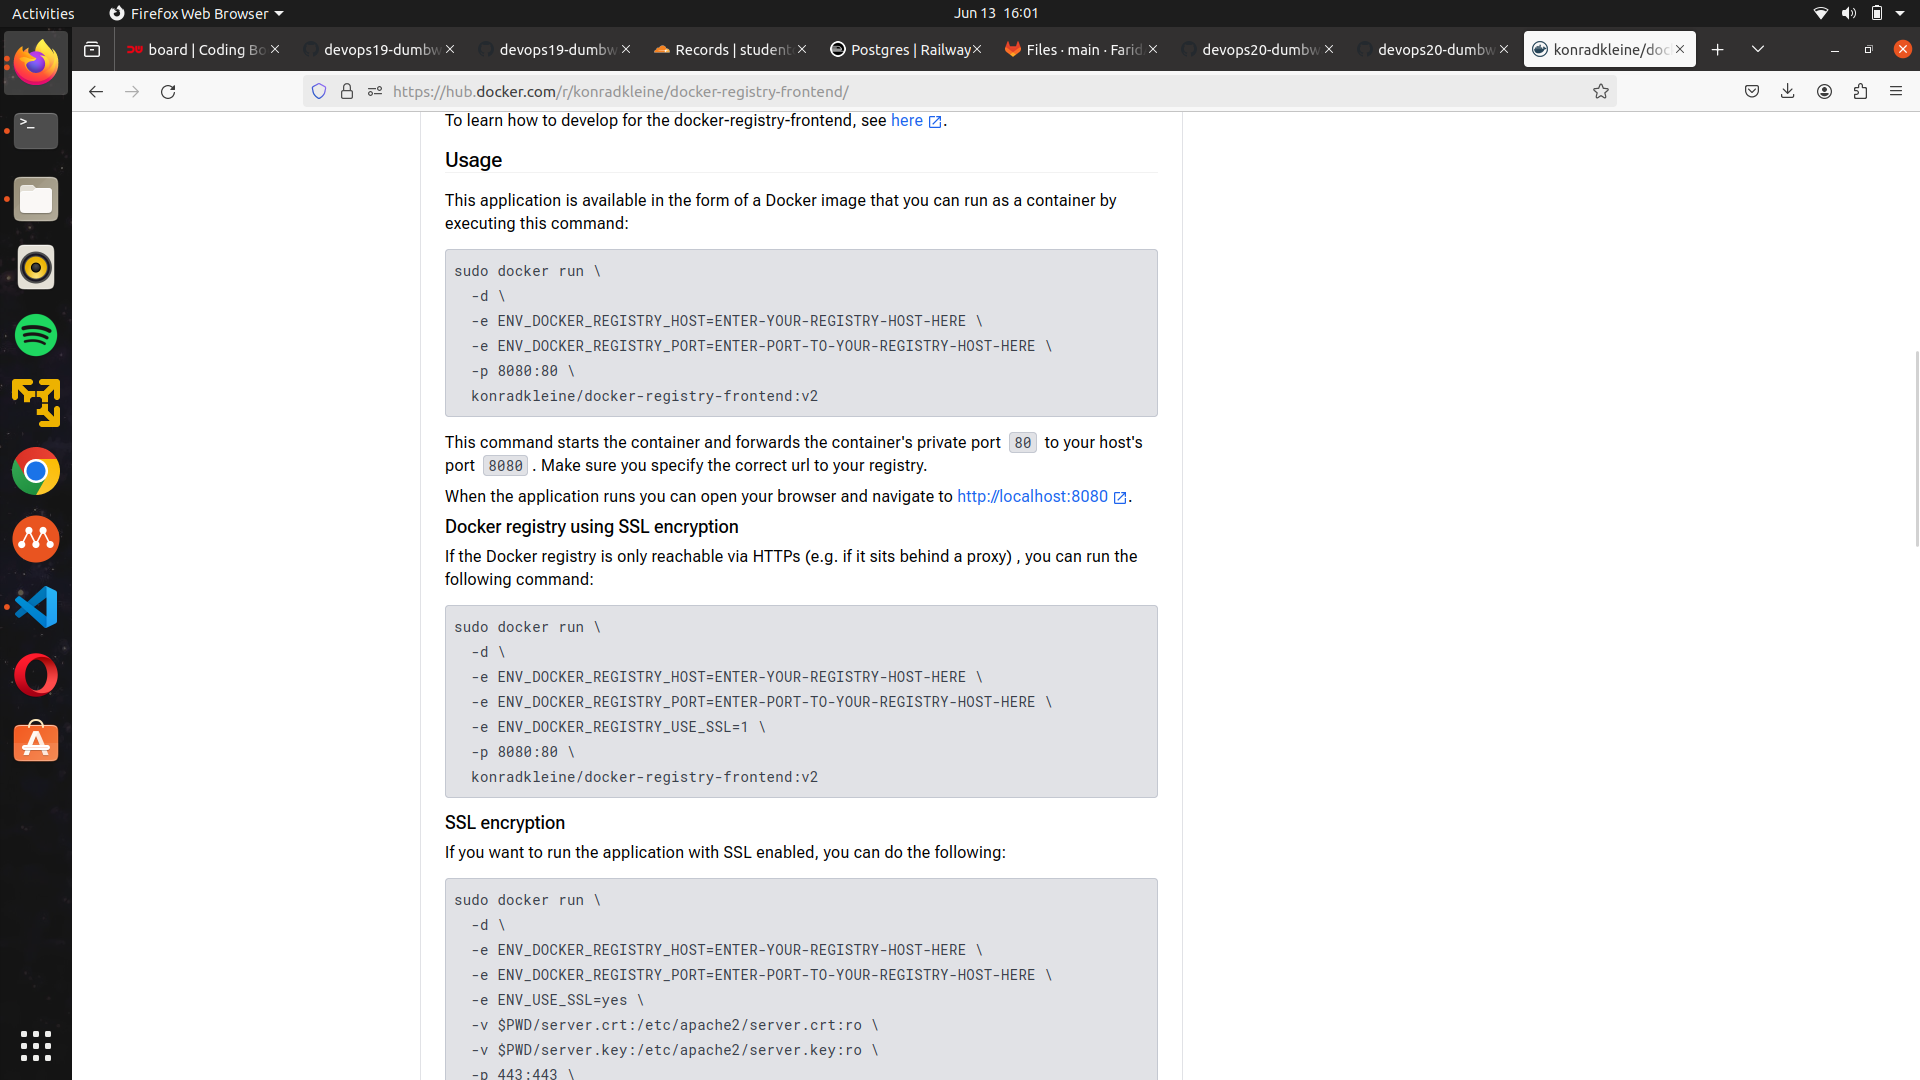 Activities
Firefox Web Browser
Jun 13 16:01
board | Coding Bo
devops19-dumbw
devops19-dumbw
Records | student
Postgres | Railway
Files · main · Farid
devops20-dumbw
devops20-dumbw
konradkleine/doc
https://hub.docker.com/r/konradkleine/docker-registry-frontend/
To learn how to develop for the docker-registry-frontend, see here.
Usage
This application is available in the form of a Docker image that you can run as a container by
executing this command:
sudo docker run \
-d \
-e ENV_DOCKER_REGISTRY_HOST=ENTER-YOUR-REGISTRY-HOST-HERE \
-e ENV_DOCKER_REGISTRY_PORT=ENTER-PORT-TO-YOUR-REGISTRY-HOST-HERE \
-p 8080:80 \
konradkleine/docker-registry-frontend:v2
This command starts the container and forwards the container's private port 80 to your host's
port 8080. Make sure you specify the correct url to your registry.
When the application runs you can open your browser and navigate to http://localhost:8080.
Docker registry using SSL encryption
If the Docker registry is only reachable via HTTPs (e.g. if it sits behind a proxy) , you can run the
following command:
sudo docker run \
-d \
-e ENV_DOCKER_REGISTRY_HOST=ENTER-YOUR-REGISTRY-HOST-HERE \
-e ENV_DOCKER_REGISTRY_PORT=ENTER-PORT-TO-YOUR-REGISTRY-HOST-HERE \
-e ENV_DOCKER_REGISTRY_USE_SSL=1 \
-p 8080:80 \
konradkleine/docker-registry-frontend:v2
SSL encryption
If you want to run the application with SSL enabled, you can do the following:
sudo docker run \
-d \
-e ENV_DOCKER_REGISTRY_HOST=ENTER-YOUR-REGISTRY-HOST-HERE \
-e ENV_DOCKER_REGISTRY_PORT=ENTER-PORT-TO-YOUR-REGISTRY-HOST-HERE \
-e ENV_USE_SSL=yes \
-v $PWD/server.crt:/etc/apache2/server.crt:ro \
-v $PWD/server.key:/etc/apache2/server.key:ro \
-p 443:443 \